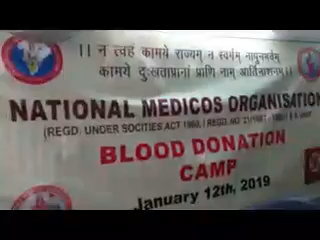 ।। न त्वहं कामये राज्यम् न स्वर्गम् नापुनर्भवम्
कामये दुःखतप्तानां प्राणि नाम् आर्तिनाशनम् ।।
NATIONAL MEDICOS ORGANISATION
(REGD. UNDER SOCITIES ACT 1860, REGD. NO.
BLOOD DONATION
CAMP
January 12th, 2019